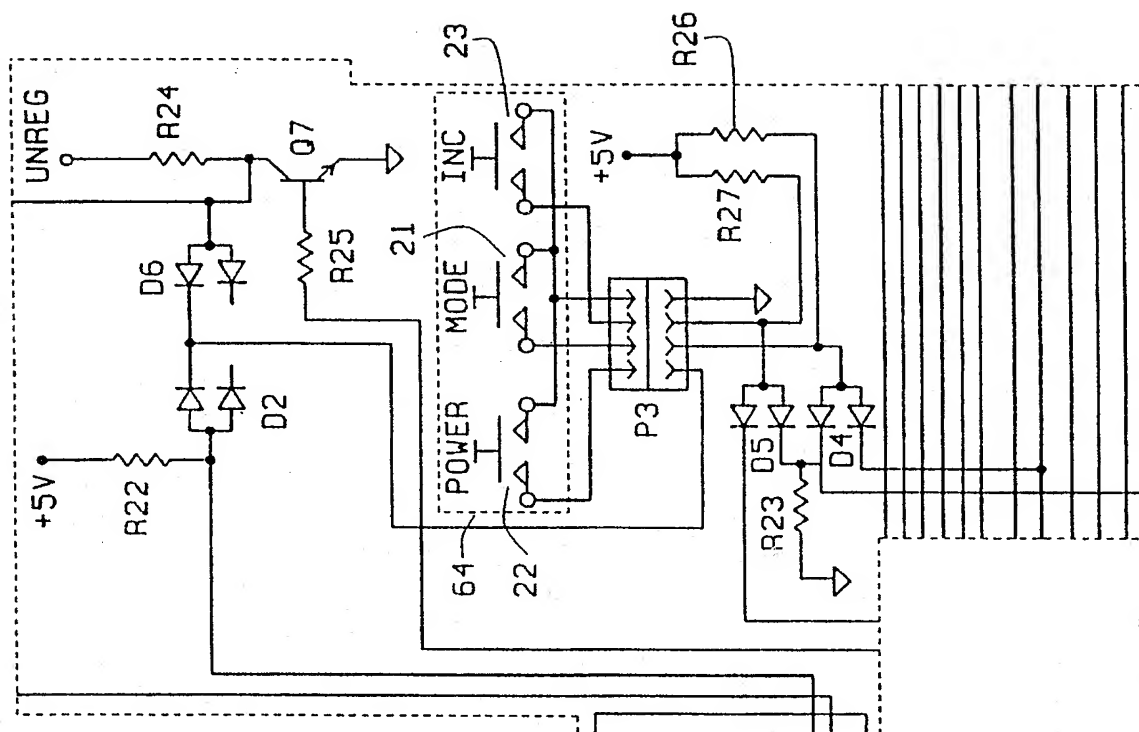 UNREG
R24
Q7
D6
R25
D2
+5V
R22
23
INC
21
MODE
POWER
22
64
R26
+5V
R27
P3
D5
D4
R23